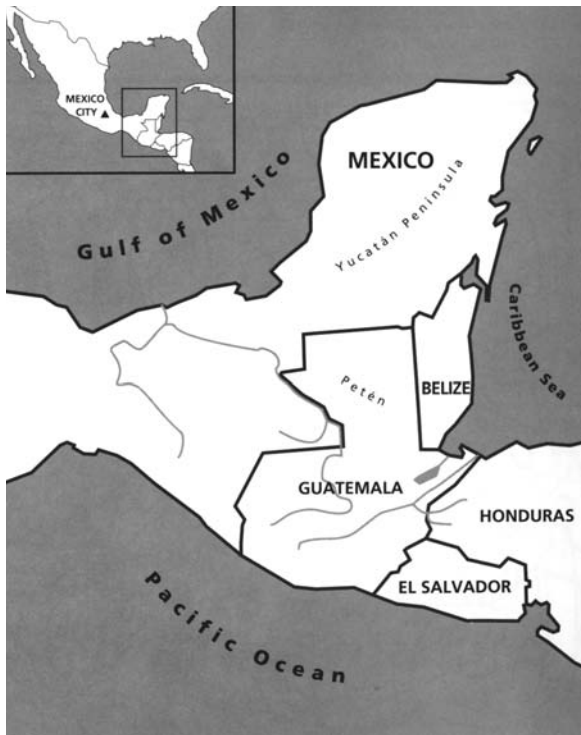 MEXICO
CITY
MEXICO
Gulf of Mexico
Yucatán Peninsula
Caribbean Sea
Petén
BELIZE
GUATEMALA
HONDURAS
EL SALVADOR
Pacific Ocean